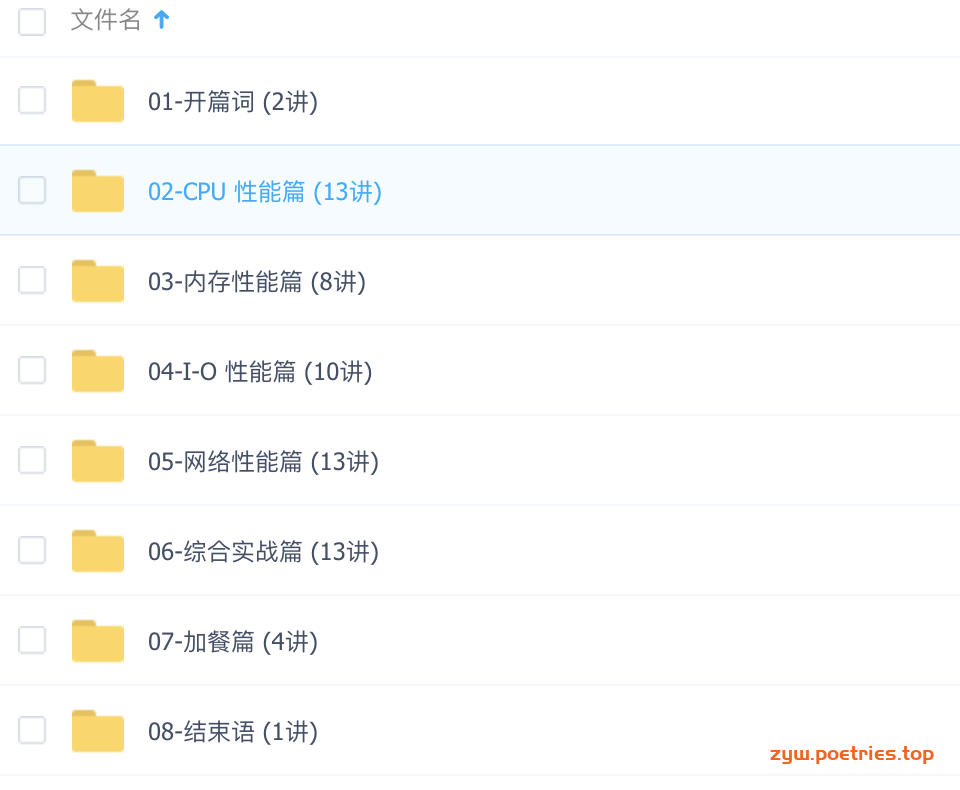 文件名
01-开篇词 (2讲)
02-CPU 性能篇 (13讲)
03-内存性能篇 (8讲)
04-I-O 性能篇 (10讲)
05-网络性能篇 (13讲)
06-综合实战篇 (13讲)
07-加餐篇 (4讲)
08-结束语 (1讲)
zyw.poetries.top